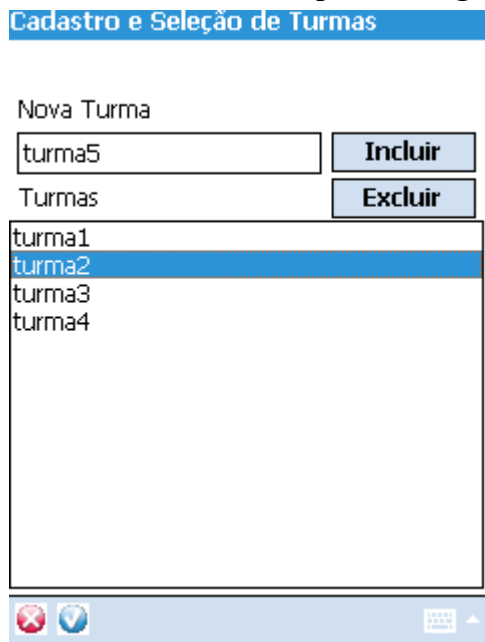 Cadastro e Seleção de Turmas
Nova Turma
turma5 Incluir
Turmas Excluir
turma1
turma2
turma3
turma4